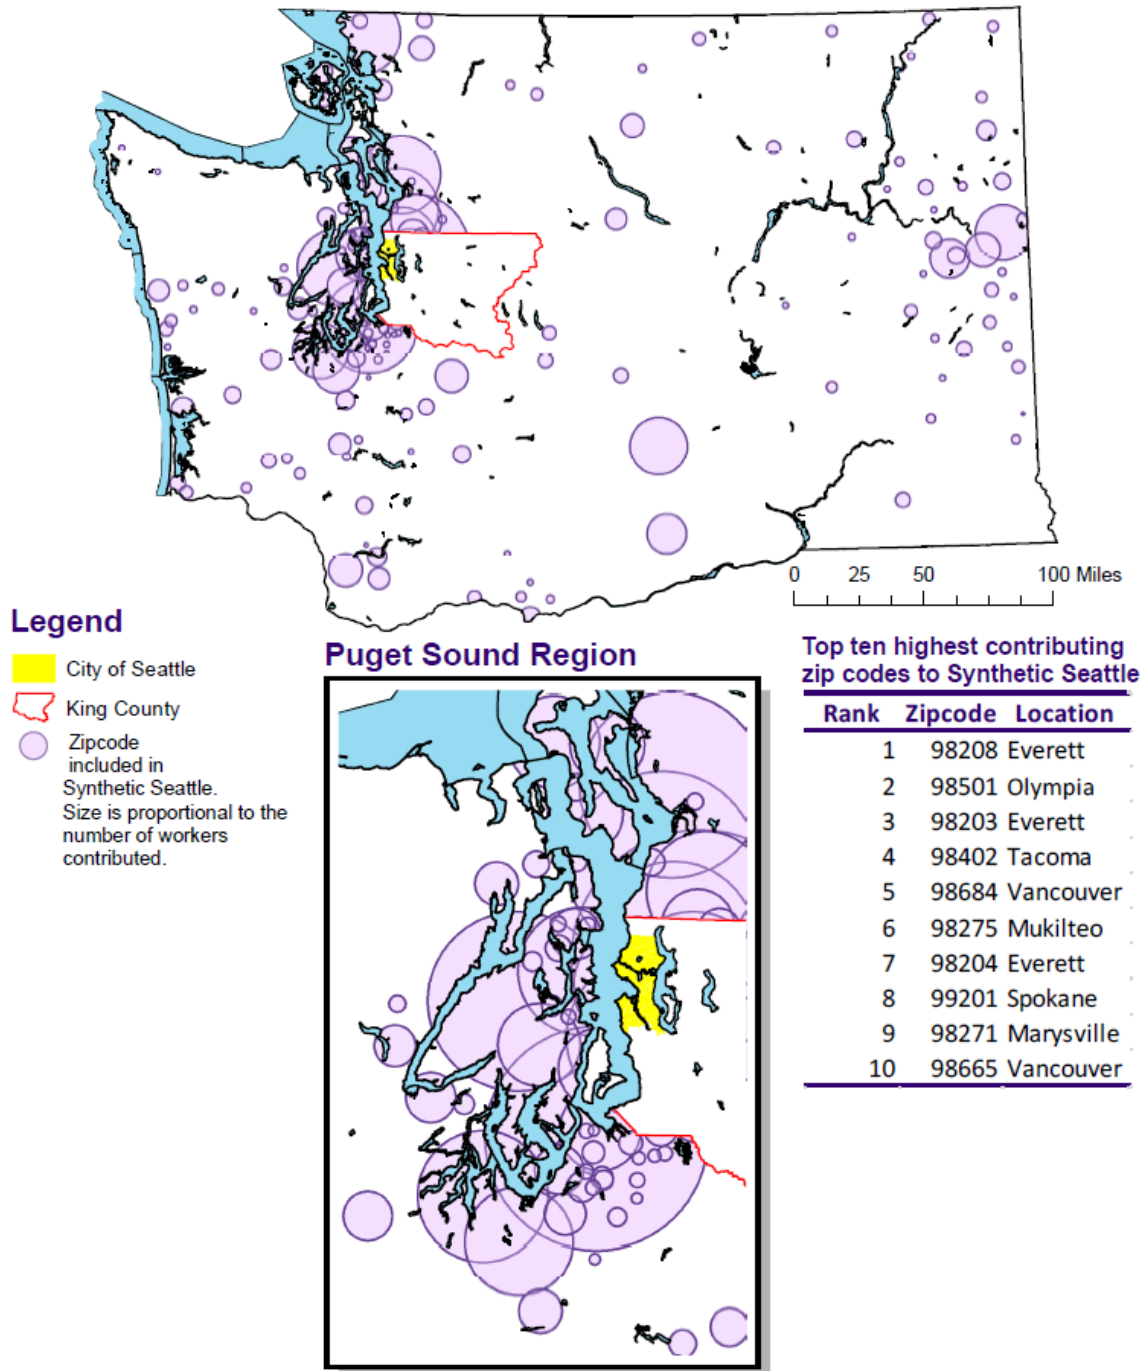 0 25 50 100 Miles
Legend
City of Seattle
King County
Zipcode
included in
Synthetic Seattle.
Size is proportional to the
number of workers
contributed.
Puget Sound Region
Top ten highest contributing
zip codes to Synthetic Seattle
Rank Zipcode Location
1 98208 Everett
2 98501 Olympia
3 98203 Everett
4 98402 Tacoma
5 98684 Vancouver
6 98275 Mukilteo
7 98204 Everett
8 99201 Spokane
9 98271 Marysville
10 98665 Vancouver